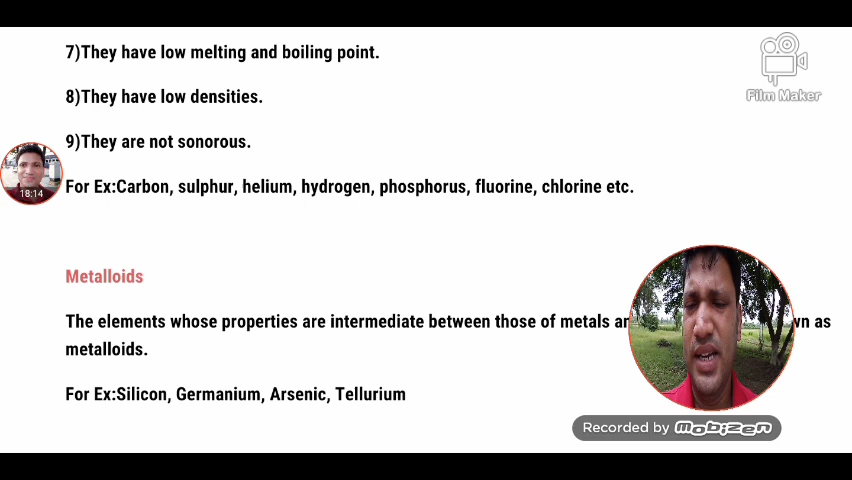 7)They have low melting and boiling point.
Film Maker
8)They have low densities.
9)They are not sonorous.
18:14
For Ex:Carbon, sulphur, helium, hydrogen, phosphorus, fluorine, chlorine etc.
Metalloids
The elements whose properties are intermediate between those of metals as
metalloids.
For Ex:Silicon, Germanium, Arsenic, Tellurium
Recorded by mobizen